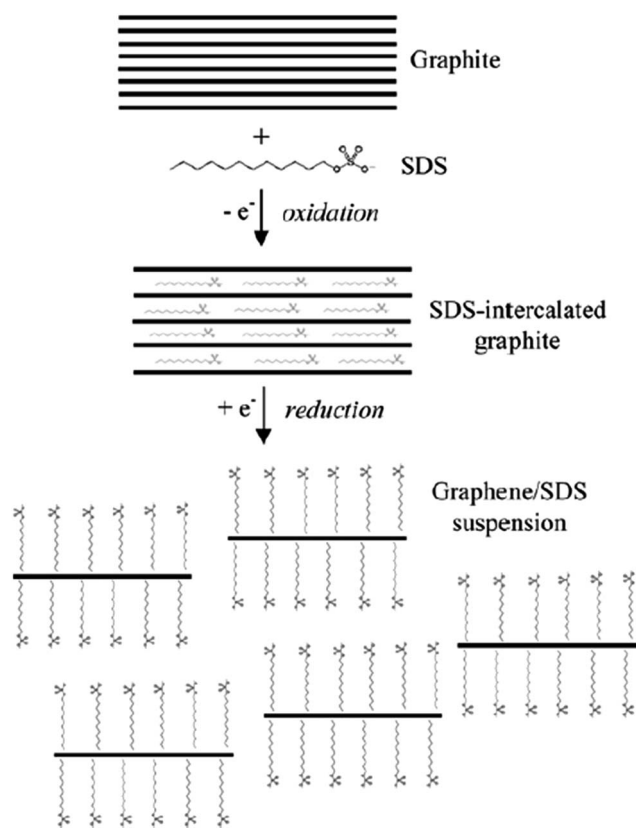 Graphite
+
SDS
- e⁻ oxidation
SDS-intercalated
graphite
+ e⁻ reduction
Graphene/SDS
suspension